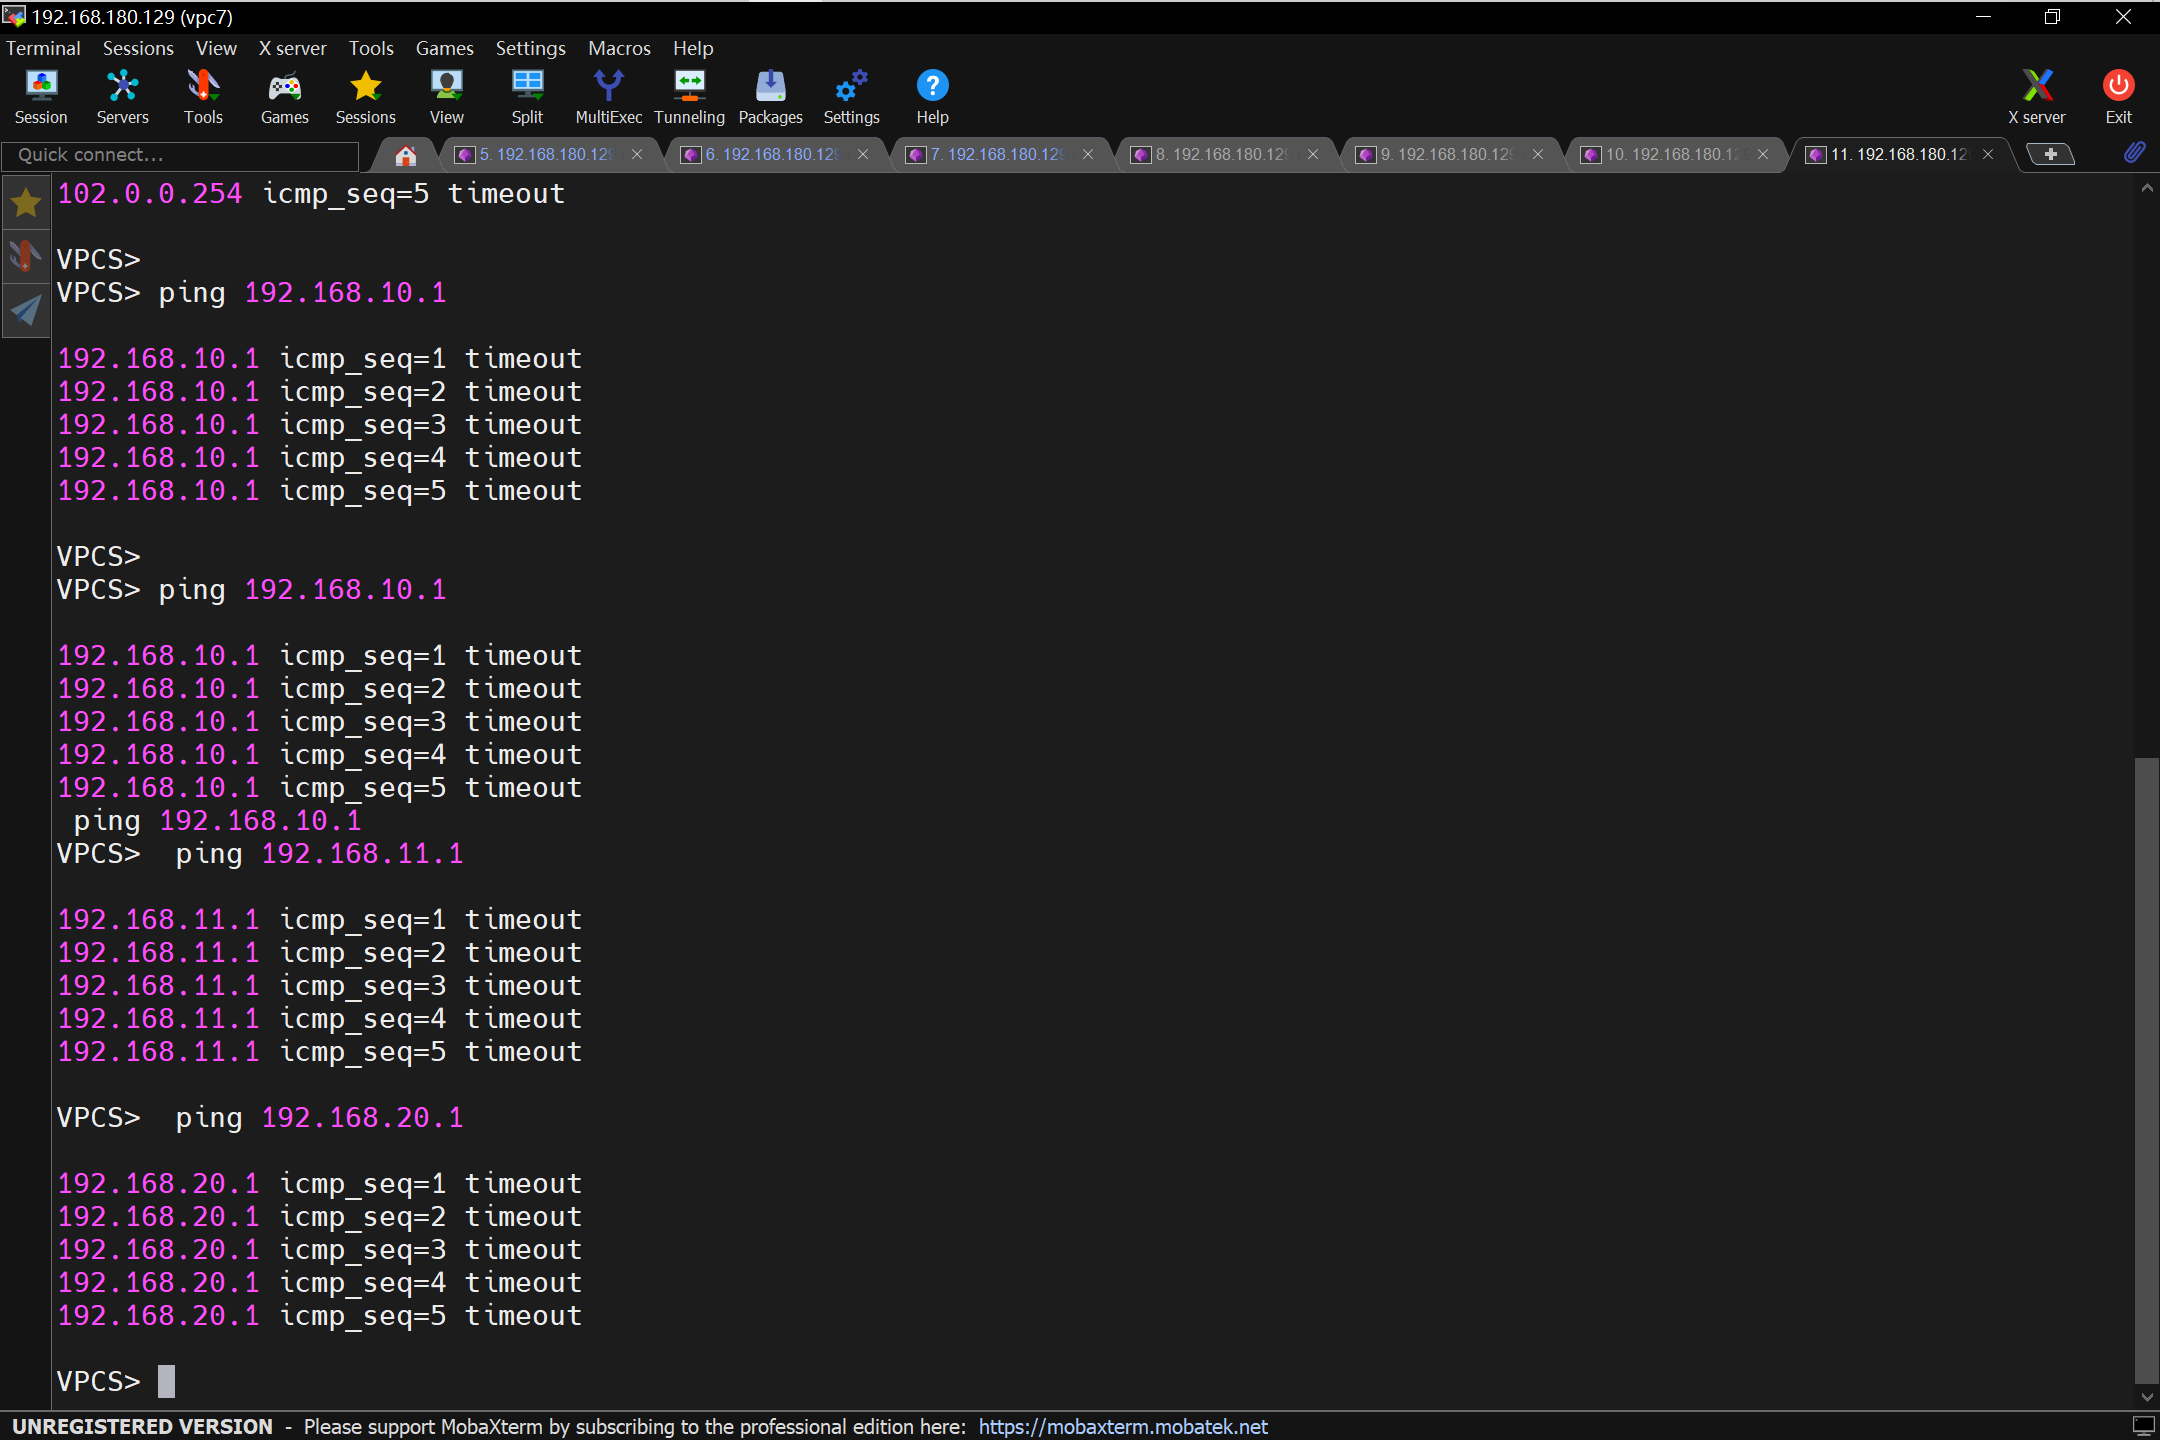 192.168.180.129 (vpc7)
Terminal Sessions View X server Tools Games Settings Macros Help
Session Servers Tools Games Sessions View Split MultiExec Tunneling Packages Settings Help X server Exit
Quick connect... 5. 192.168.180.129 6. 192.168.180.129 7. 192.168.180.129 8. 192.168.180.129 9. 192.168.180.129 10. 192.168.180.12 11. 192.168.180.12
102.0.0.254 icmp_seq=5 timeout
VPCS>
VPCS> ping 192.168.10.1
192.168.10.1 icmp_seq=1 timeout
192.168.10.1 icmp_seq=2 timeout
192.168.10.1 icmp_seq=3 timeout
192.168.10.1 icmp_seq=4 timeout
192.168.10.1 icmp_seq=5 timeout
VPCS>
VPCS> ping 192.168.10.1
192.168.10.1 icmp_seq=1 timeout
192.168.10.1 icmp_seq=2 timeout
192.168.10.1 icmp_seq=3 timeout
192.168.10.1 icmp_seq=4 timeout
192.168.10.1 icmp_seq=5 timeout
ping 192.168.10.1
VPCS>  ping 192.168.11.1
192.168.11.1 icmp_seq=1 timeout
192.168.11.1 icmp_seq=2 timeout
192.168.11.1 icmp_seq=3 timeout
192.168.11.1 icmp_seq=4 timeout
192.168.11.1 icmp_seq=5 timeout
VPCS>  ping 192.168.20.1
192.168.20.1 icmp_seq=1 timeout
192.168.20.1 icmp_seq=2 timeout
192.168.20.1 icmp_seq=3 timeout
192.168.20.1 icmp_seq=4 timeout
192.168.20.1 icmp_seq=5 timeout
VPCS>
UNREGISTERED VERSION - Please support MobaXterm by subscribing to the professional edition here: https://mobaxterm.mobatek.net